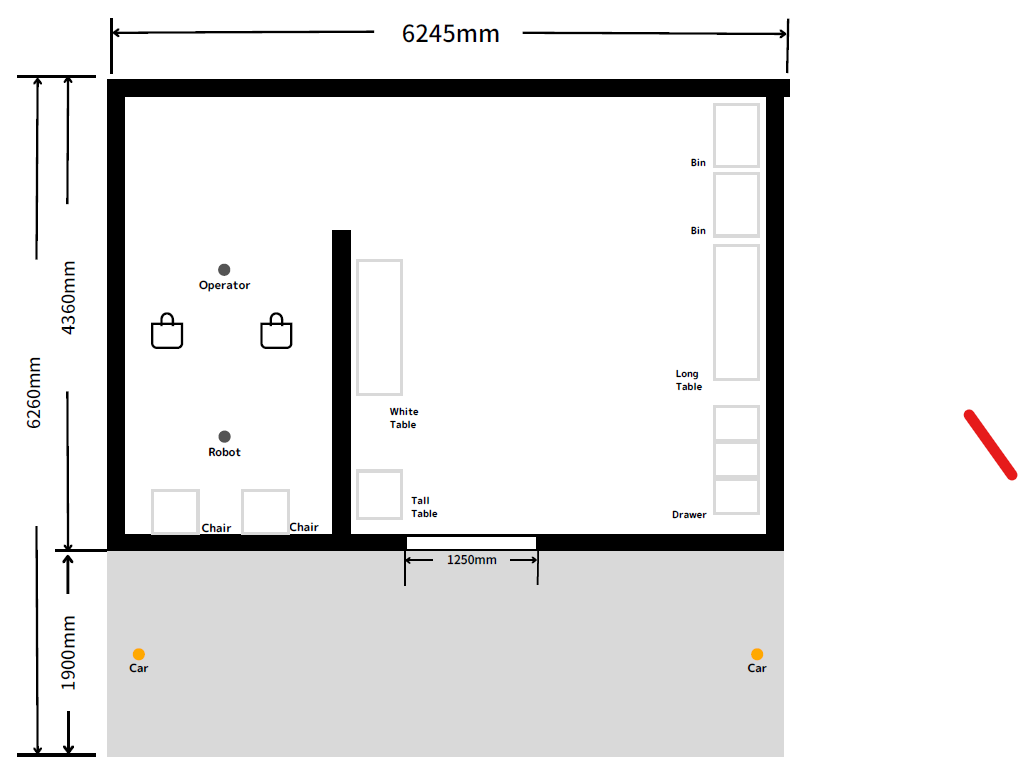 6245mm
Bin
Bin
4360mm
Operator
6260mm
Long
Table
White
Table
Robot
Tall
Table
Drawer
Chair
Chair
1250mm
1900mm
Car
Car